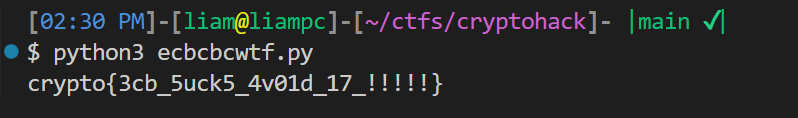 [02:30 PM]-[liam@liampc]-[~/ctfs/cryptohack]- |main ✓|
$ python3 ecbcbcwtf.py
crypto{3cb_5uck5_4v01d_17_!!!!!}